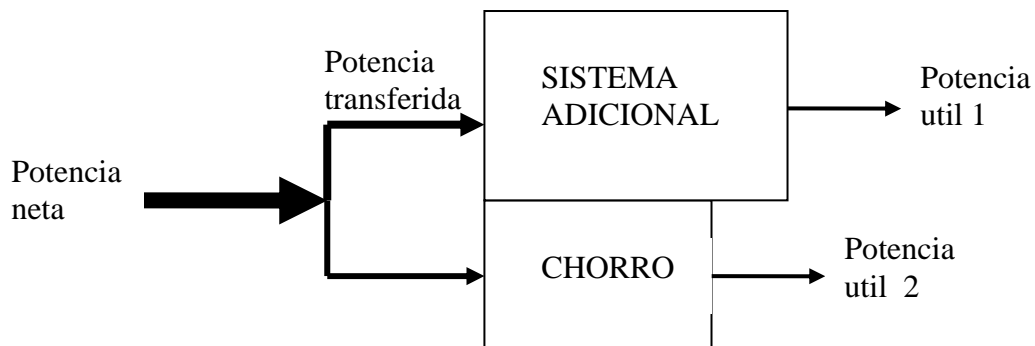 Potencia
transferida
SISTEMA
ADICIONAL
Potencia
util 1
Potencia
neta
CHORRO
Potencia
util 2